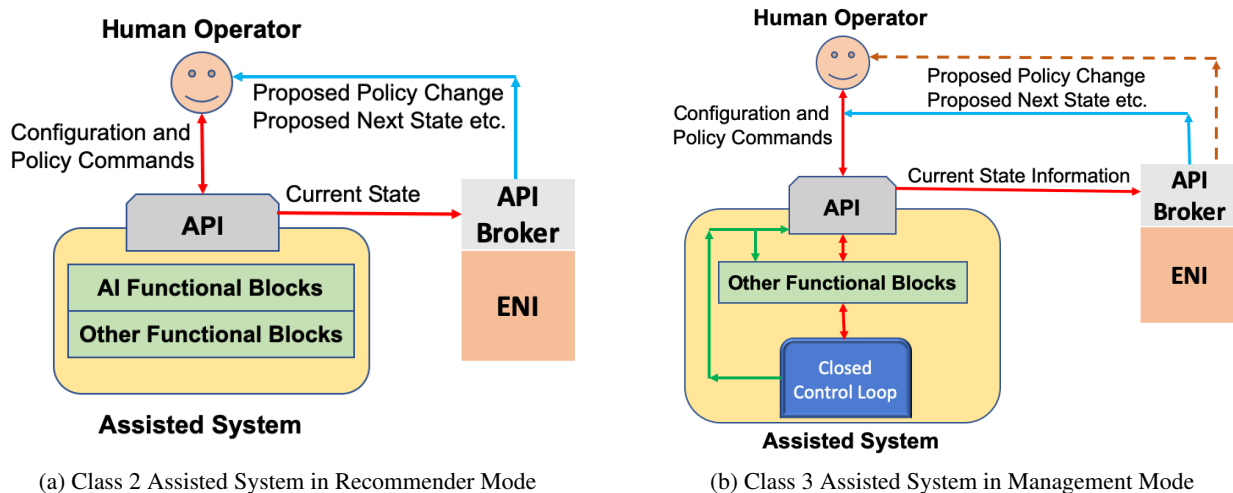 Human Operator
Proposed Policy Change
Proposed Next State etc.
Configuration and
Policy Commands
Current State
API
API
Broker
AI Functional Blocks
Other Functional Blocks
ENI
Assisted System
(a) Class 2 Assisted System in Recommender Mode
Human Operator
Proposed Policy Change
Proposed Next State etc.
Configuration and
Policy Commands
Current State Information
API
API
Broker
Other Functional Blocks
ENI
Closed
Control Loop
Assisted System
(b) Class 3 Assisted System in Management Mode